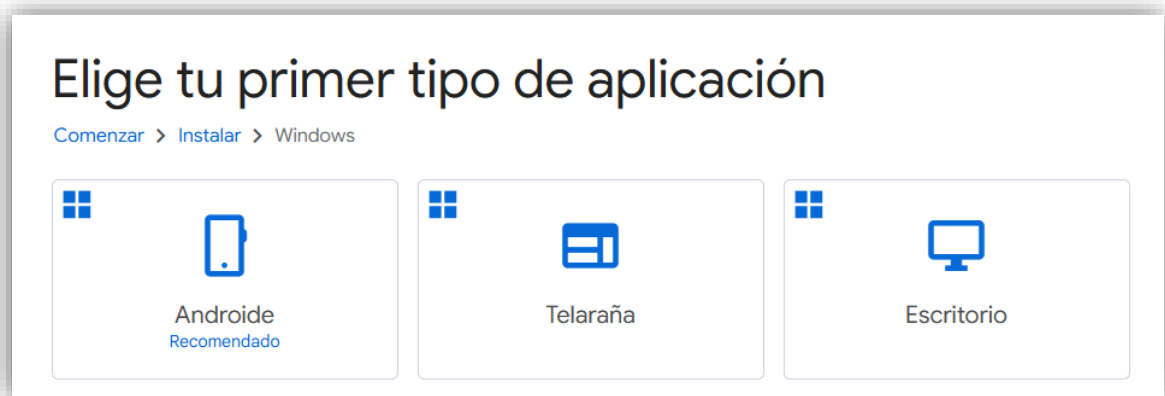 Elige tu primer tipo de aplicación
Comenzar > Instalar > Windows
Androide
Recomendado
Telaraña
Escritorio